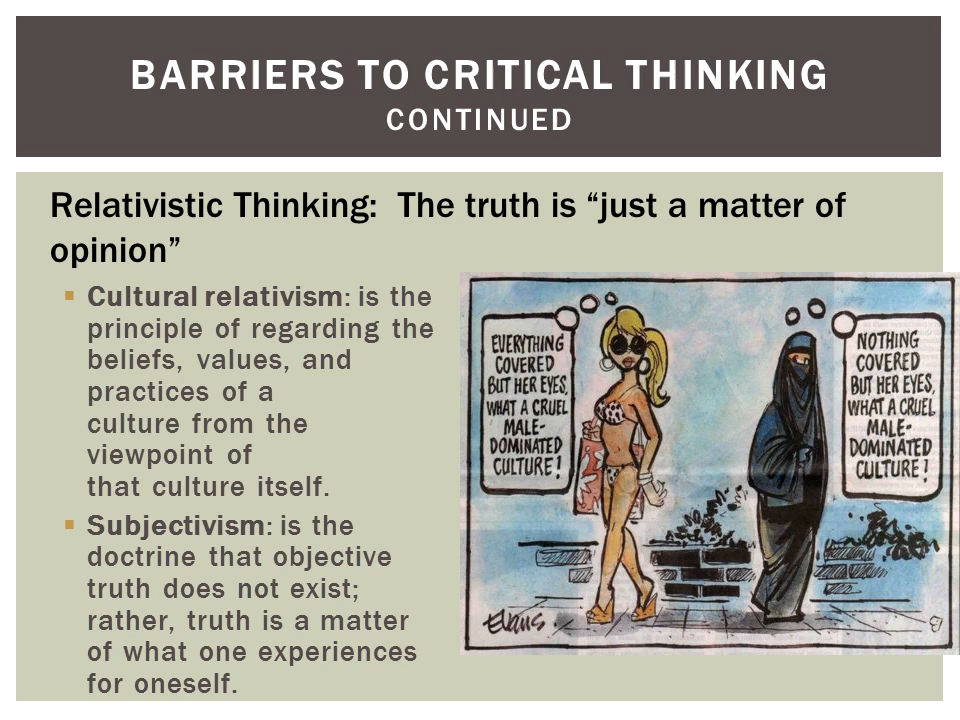 BARRIERS TO CRITICAL THINKING
CONTINUED
Relativistic Thinking:  The truth is “just a matter of
opinion”
▪ Cultural relativism: is the
principle of regarding the
beliefs, values, and
practices of a
culture from the
viewpoint of
that culture itself.
▪ Subjectivism: is the
doctrine that objective
truth does not exist;
rather, truth is a matter
of what one experiences
for oneself.
EVERYTHING
COVERED
BUT HER EYES,
WHAT A CRUEL
MALE-
DOMINATED
CULTURE!
NOTHING
COVERED
BUT HER EYES,
WHAT A CRUEL
MALE-
DOMINATED
CULTURE!
EVANS.